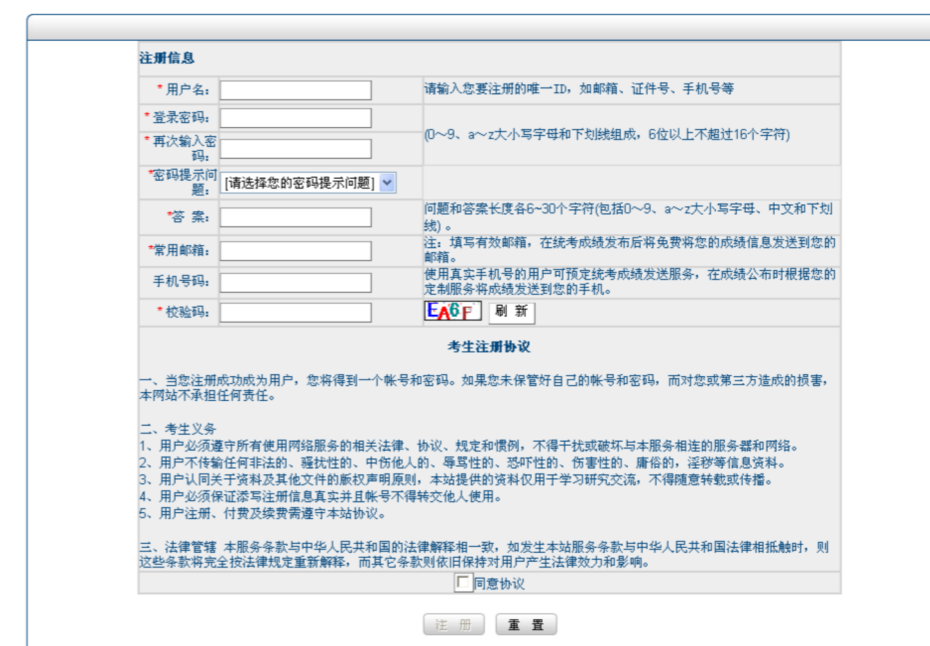 注册信息
*用户名：
请输入您要注册的唯一ID，如邮箱、证件号、手机号等
*登录密码：
(0～9、a～z大小写字母和下划线组成，6位以上不超过16个字符)
*再次输入密
码：
*密码提示问
题：
[请选择您的密码提示问题]
*答 案：
问题和答案长度各6~30个字符(包括0～9、a～z大小写字母、中文和下划
线)。
*常用邮箱：
注：填写有效邮箱，在统考成绩发布后将免费将您的成绩信息发送到您的
邮箱。
手机号码：
使用真实手机号的用户可预定统考成绩发送服务，在成绩公布时根据您的
定制服务将成绩发送到您的手机。
*校验码：
EA6F
刷 新
考生注册协议
一、当您注册成功成为用户，您将得到一个帐号和密码。如果您未保管好自己的帐号和密码，而对您或第三方造成的损害，
本网站不承担任何责任。
二、考生义务
1、用户必须遵守所有使用网络服务的相关法律、协议、规定和惯例，不得干扰或破坏与本服务相连的服务器和网络。
2、用户不传输任何非法的、骚扰性的、中伤他人的、辱骂性的、恐吓性的、伤害性的、庸俗的，淫秽等信息资料。
3、用户认同关于资料及其他文件的版权声明原则，本站提供的资料仅用于学习研究交流，不得随意转载或传播。
4、用户必须保证添写注册信息真实并且帐号不得转交他人使用。
5、用户注册、付费及续费需遵守本站协议。
三、法律管辖 本服务条款与中华人民共和国的法律解释相一致，如发生本站服务条款与中华人民共和国法律相抵触时，则
这些条款将完全按法律规定重新解释，而其它条款则依旧保持对用户产生法律效力和影响。
同意协议
注 册
重 置